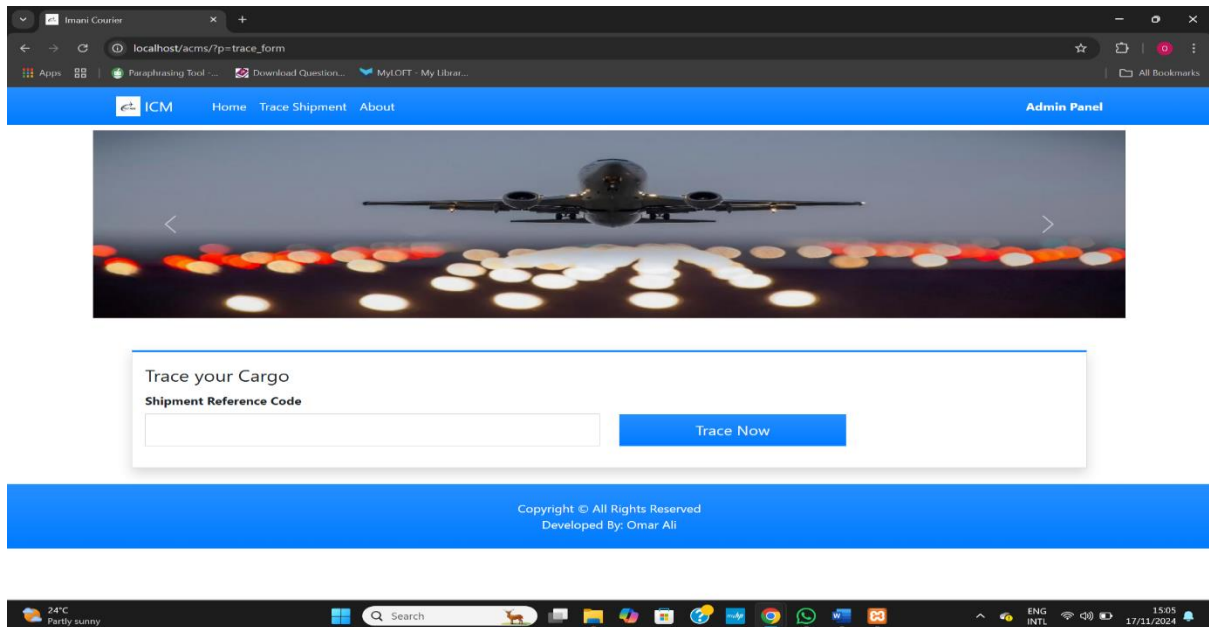 Imani Courier
localhost/acms/?p=trace_form
Apps Paraphrasing Tool -... Download Question... MyLOFT - My Librar... All Bookmarks
ICM Home Trace Shipment About Admin Panel
Trace your Cargo
Shipment Reference Code
Trace Now
Copyright © All Rights Reserved
Developed By: Omar Ali
24°C
Partly sunny
Search
ENG
INTL
15:05
17/11/2024